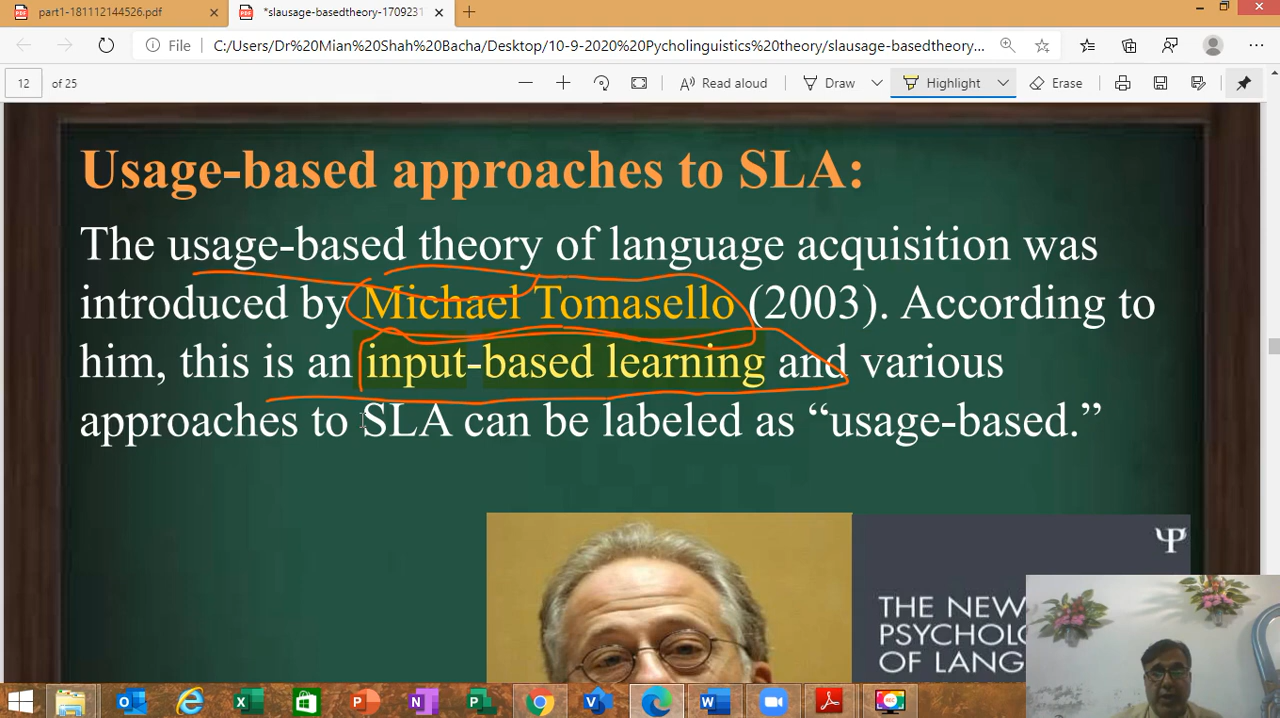 part1-181112144526.pdf
*slausage-basedtheory-1709231
File
C:/Users/Dr%20Mian%20Shah%20Bacha/Desktop/10-9-2020%20Pycholinguistics%20theory/slausage-basedtheory...
12 of 25
Read aloud
Draw
Highlight
Erase
Usage-based approaches to SLA:
The usage-based theory of language acquisition was
introduced by Michael Tomasello (2003). According to
him, this is an input-based learning and various
approaches to SLA can be labeled as “usage-based.”
Ψ
THE NEW
PSYCHOLO
OF LANG